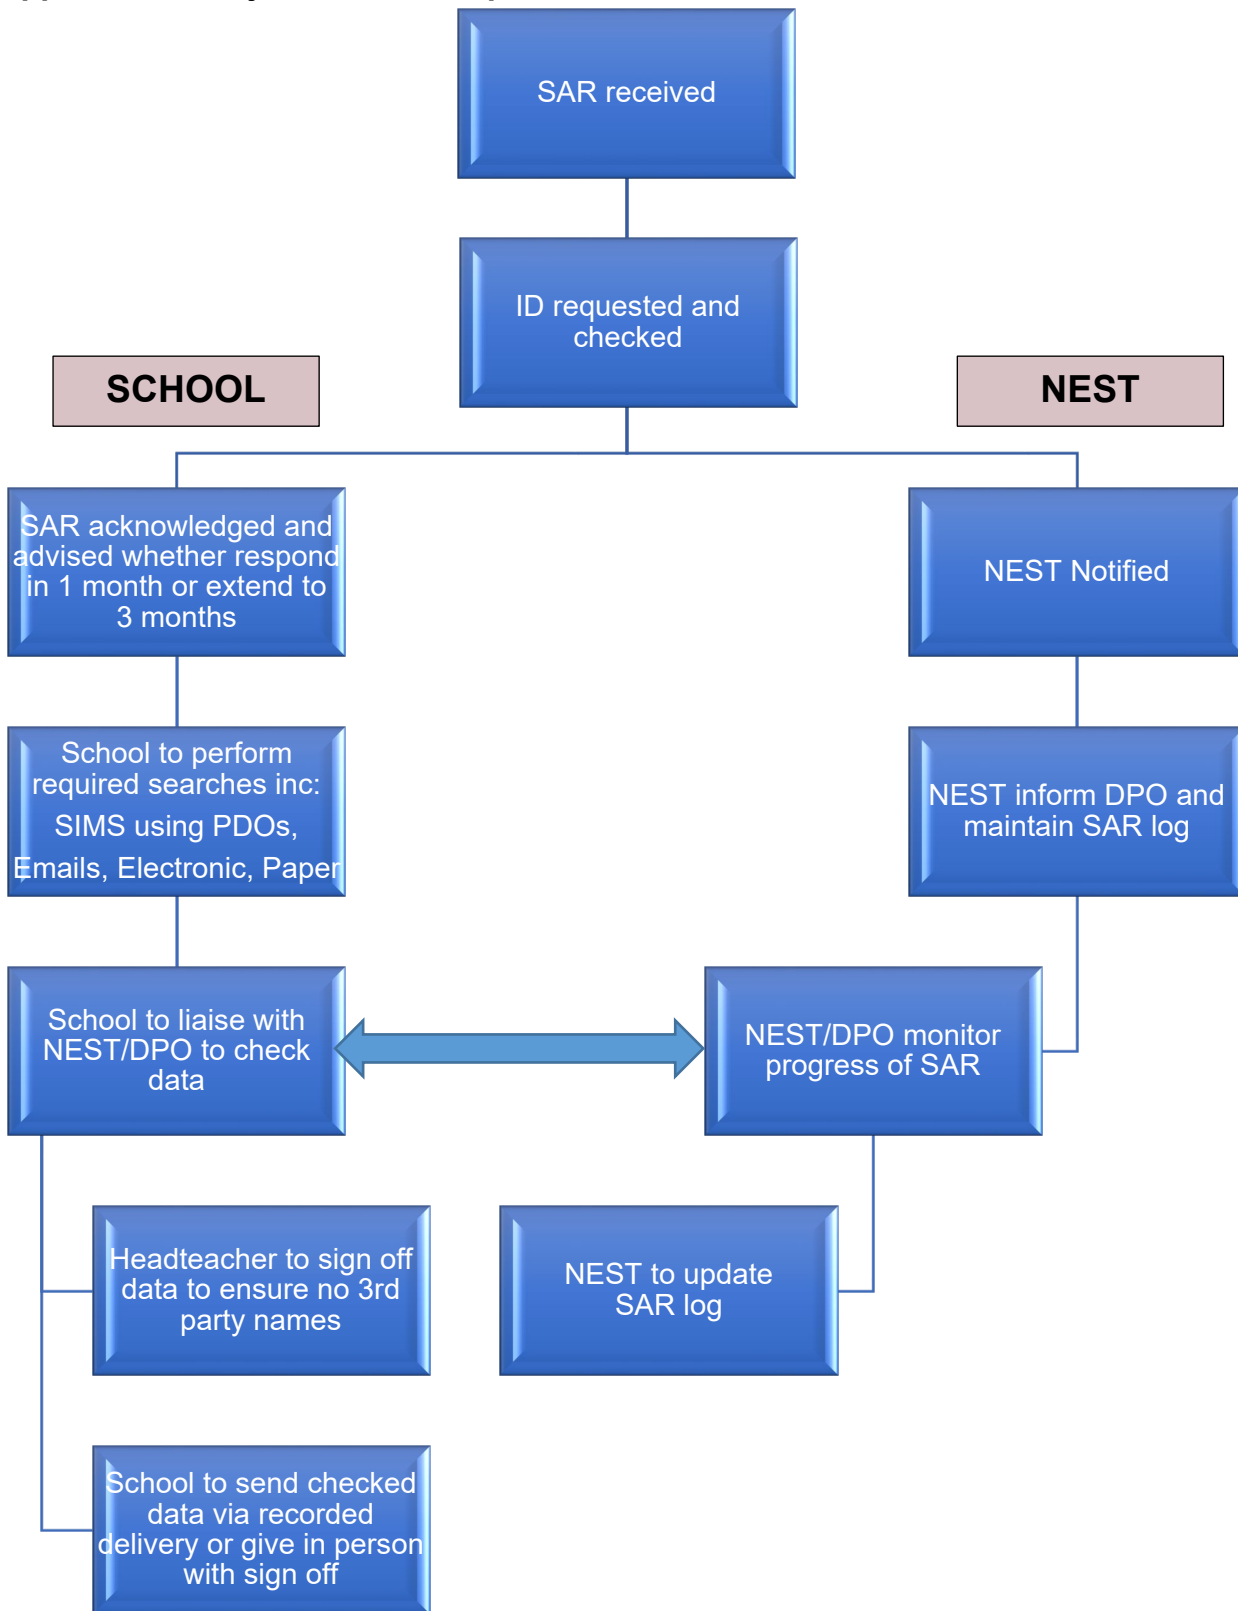 SAR received
ID requested and
checked
SCHOOL
NEST
SAR acknowledged and
advised whether respond
in 1 month or extend to
3 months
NEST Notified
School to perform
required searches inc:
SIMS using PDOs,
Emails, Electronic, Paper
NEST inform DPO and
maintain SAR log
School to liaise with
NEST/DPO to check
data
NEST/DPO monitor
progress of SAR
Headteacher to sign off
data to ensure no 3rd
party names
NEST to update
SAR log
School to send checked
data via recorded
delivery or give in person
with sign off